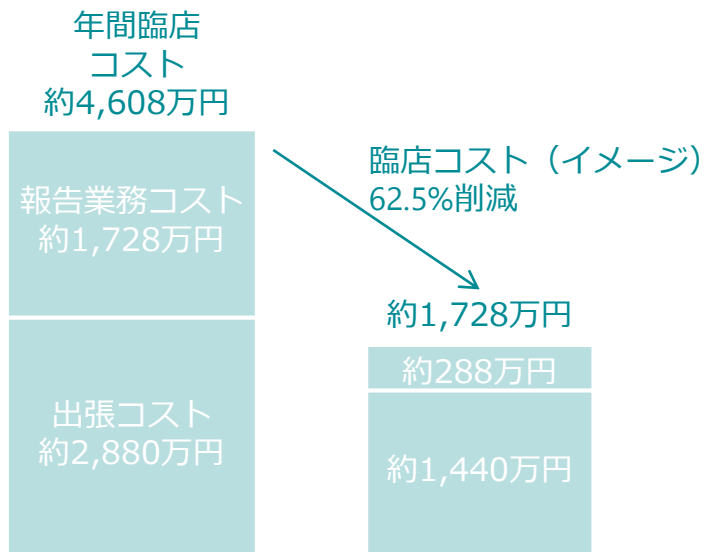 年間臨店
コスト
約4,608万円
報告業務コスト
約1,728万円
出張コスト
約2,880万円
臨店コスト（イメージ）
62.5%削減
約1,728万円
約288万円
約1,440万円